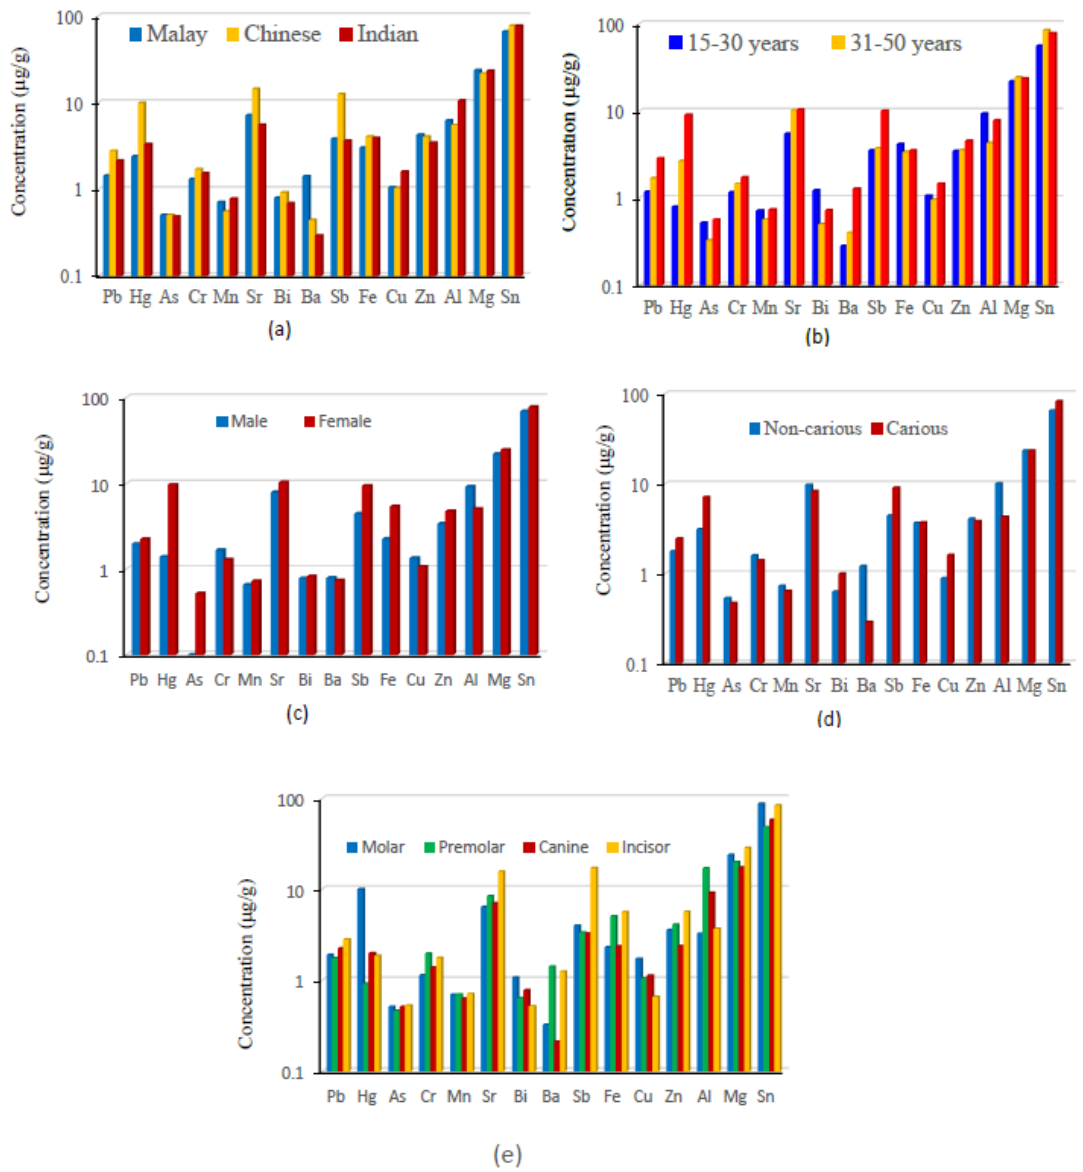 Malay Chinese Indian
Concentration (µg/g)
100
10
1
0.1
Pb Hg As Cr Mn Sr Bi Ba Sb Fe Cu Zn Al Mg Sn
(a)
15-30 years 31-50 years
Concentration (µg/g)
100
10
1
0.1
Pb Hg As Cr Mn Sr Bi Ba Sb Fe Cu Zn Al Mg Sn
(b)
Male Female
Concentration (µg/g)
100
10
1
0.1
Pb Hg As Cr Mn Sr Bi Ba Sb Fe Cu Zn Al Mg Sn
(c)
Non-carious Carious
Concentration (µg/g)
100
10
1
0.1
Pb Hg As Cr Mn Sr Bi Ba Sb Fe Cu Zn Al Mg Sn
(d)
Molar Premolar Canine Incisor
Concentration (µg/g)
100
10
1
0.1
Pb Hg As Cr Mn Sr Bi Ba Sb Fe Cu Zn Al Mg Sn
(e)